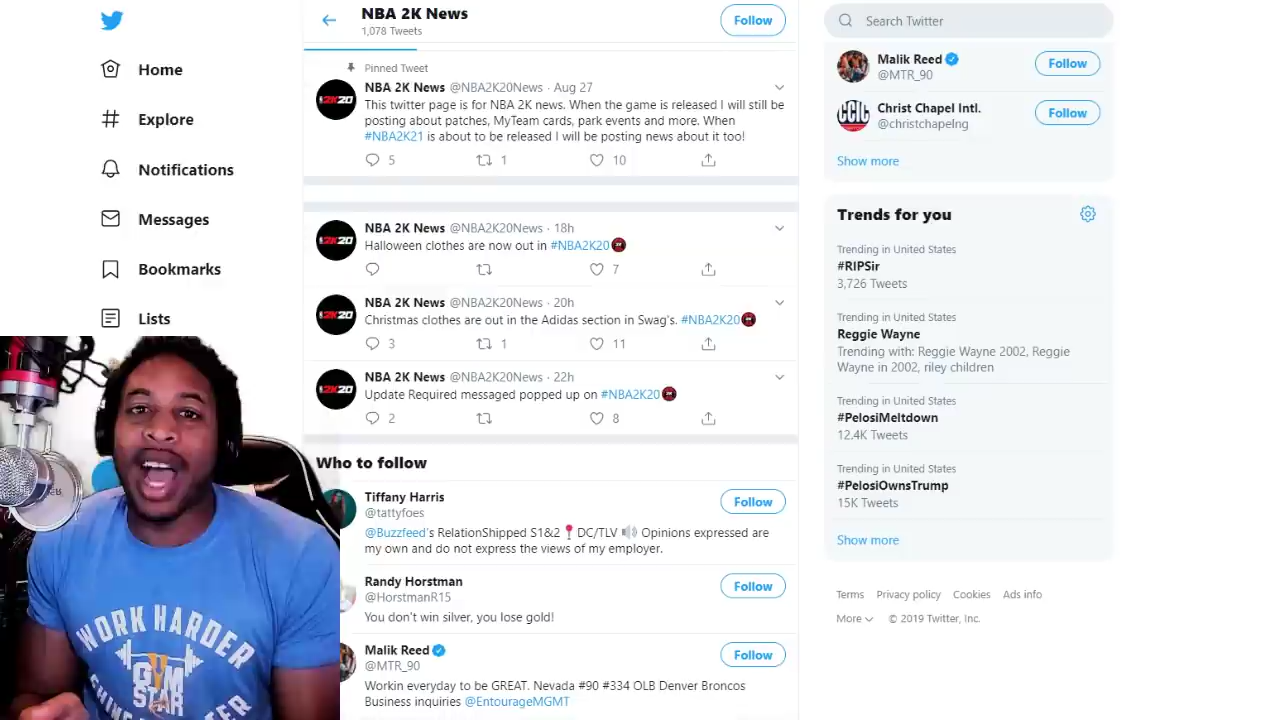 Home
Explore
Notifications
Messages
Bookmarks
Lists
NBA 2K News
1,078 Tweets
Follow
Pinned Tweet
NBA 2K News @NBA2K20News · Aug 27
This twitter page is for NBA 2K news. When the game is released I will still be
posting about patches, MyTeam cards, park events and more. When
#NBA2K21 is about to be released I will be posting news about it too!
5 1 10
NBA 2K News @NBA2K20News · 18h
Halloween clothes are now out in #NBA2K20
7
NBA 2K News @NBA2K20News · 20h
Christmas clothes are out in the Adidas section in Swag's. #NBA2K20
3 1 11
NBA 2K News @NBA2K20News · 22h
Update Required messaged popped up on #NBA2K20
2 8
Who to follow
Tiffany Harris
@tattyfoes
Follow
@Buzzfeed's RelationShipped S1&2 📍 DC/TLV 🔊 Opinions expressed are
my own and do not express the views of my employer.
Randy Horstman
@HorstmanR15
Follow
You don't win silver, you lose gold!
Malik Reed
@MTR_90
Follow
Workin everyday to be GREAT. Nevada #90 #334 OLB Denver Broncos
Business inquiries @EntourageMGMT
Search Twitter
Malik Reed
@MTR_90
Follow
CCIC
Christ Chapel Intl.
@christchapelng
Follow
Show more
Trends for you
Trending in United States
#RIPSir
3,726 Tweets
Trending in United States
Reggie Wayne
Trending with: Reggie Wayne 2002, Reggie
Wayne in 2002, riley children
Trending in United States
#PelosiMeltdown
12.4K Tweets
Trending in United States
#PelosiOwnsTrump
15K Tweets
Show more
Terms Privacy policy Cookies Ads info
More © 2019 Twitter, Inc.
2K20
2K20
2K20
2K20
WORK HARDER
GYM
STAR